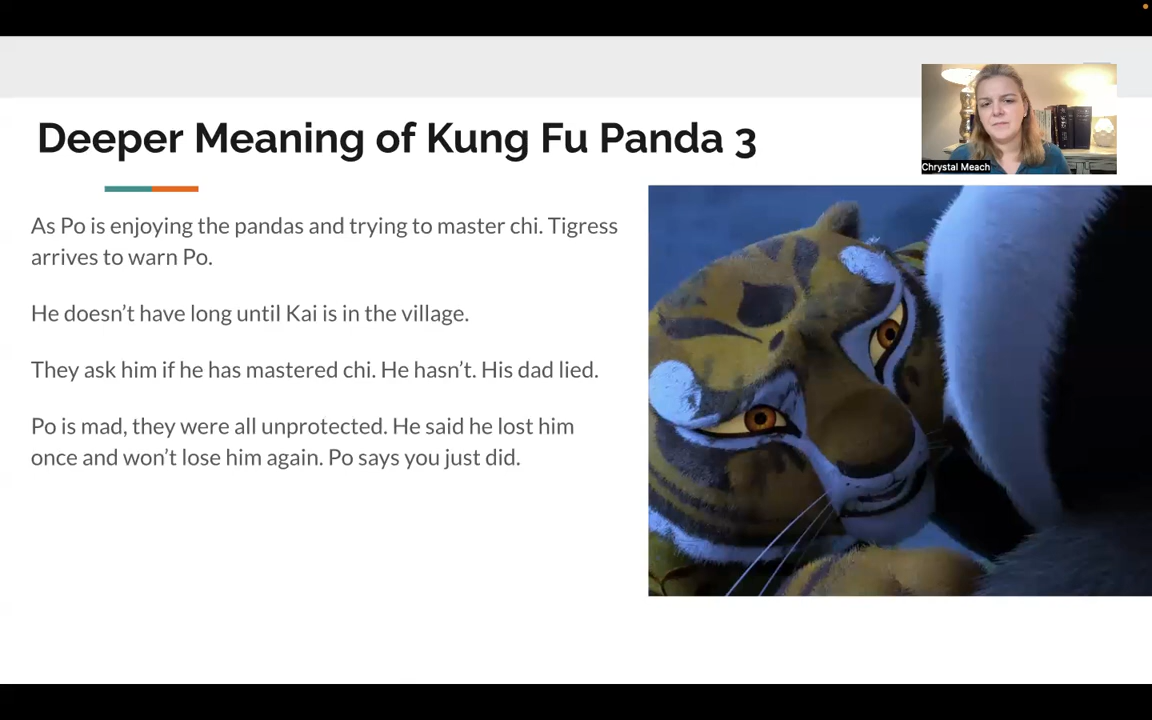 Deeper Meaning of Kung Fu Panda 3
Chrystal Meach
As Po is enjoying the pandas and trying to master chi. Tigress
arrives to warn Po.
He doesn’t have long until Kai is in the village.
They ask him if he has mastered chi. He hasn’t. His dad lied.
Po is mad, they were all unprotected. He said he lost him
once and won’t lose him again. Po says you just did.